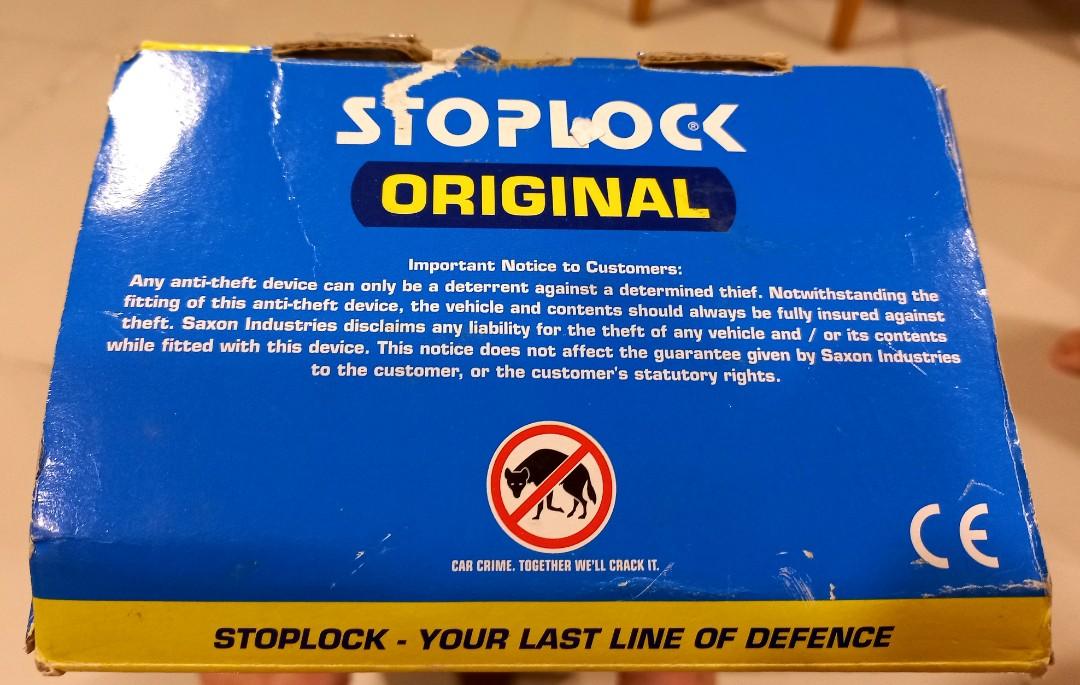 STOPLOCK®
ORIGINAL
Important Notice to Customers:
Any anti-theft device can only be a deterrent against a determined thief. Notwithstanding the
fitting of this anti-theft device, the vehicle and contents should always be fully insured against
theft. Saxon Industries disclaims any liability for the theft of any vehicle and / or its contents
while fitted with this device. This notice does not affect the guarantee given by Saxon Industries
to the customer, or the customer's statutory rights.
CAR CRIME. TOGETHER WE'LL CRACK IT.
CE
STOPLOCK - YOUR LAST LINE OF DEFENCE